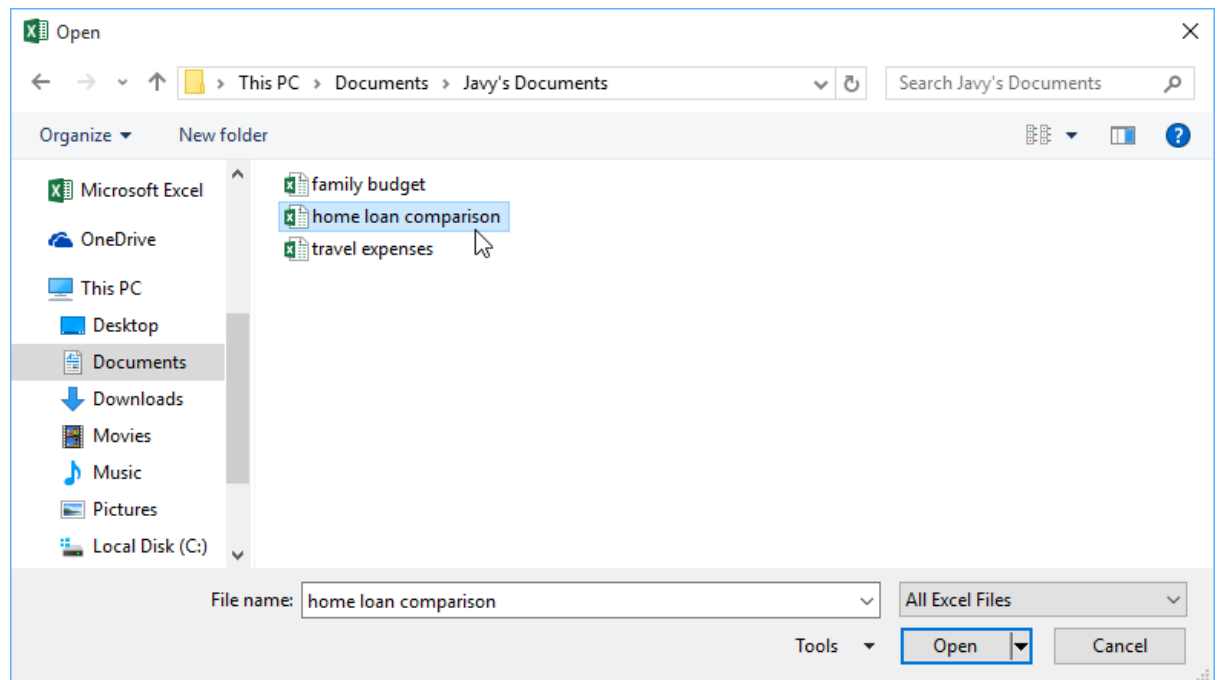 Open
This PC > Documents > Javy's Documents
Search Javy's Documents
Organize
New folder
Microsoft Excel
OneDrive
This PC
Desktop
Documents
Downloads
Movies
Music
Pictures
Local Disk (C:)
family budget
home loan comparison
travel expenses
File name: home loan comparison
All Excel Files
Tools
Open
Cancel